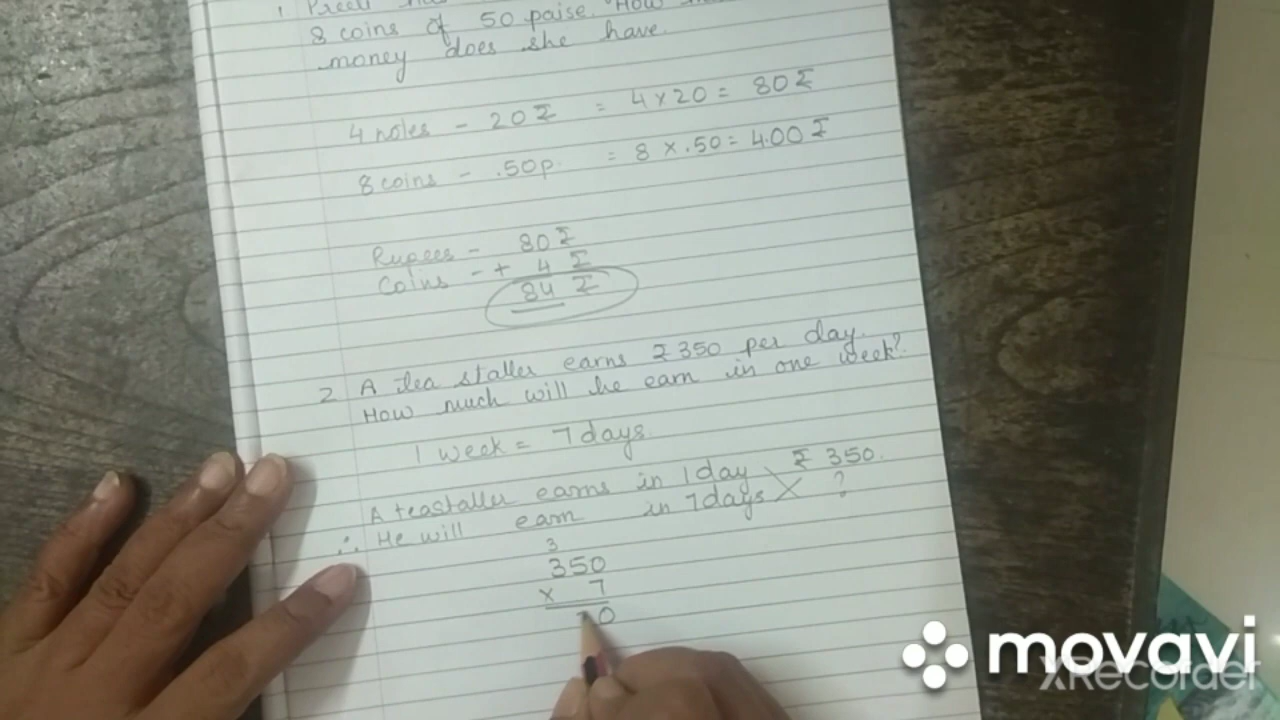 1
8 coins of 50 paise. How
money does she have.
4 notes - 20 ₹ = 4 × 20 = 80 ₹
8 coins - .50p. = 8 × .50 = 4.00 ₹
Rupees - 80 ₹
Coins - + 4 ₹
84 ₹
2 A tea staller earns ₹ 350 per day.
How much will he earn in one week?
1 week = 7 days.
A teastaller earns in 1 day ₹ 350.
∴ He will earn in 7 days ?
3
350
× 7
0
movavi
XRecorder